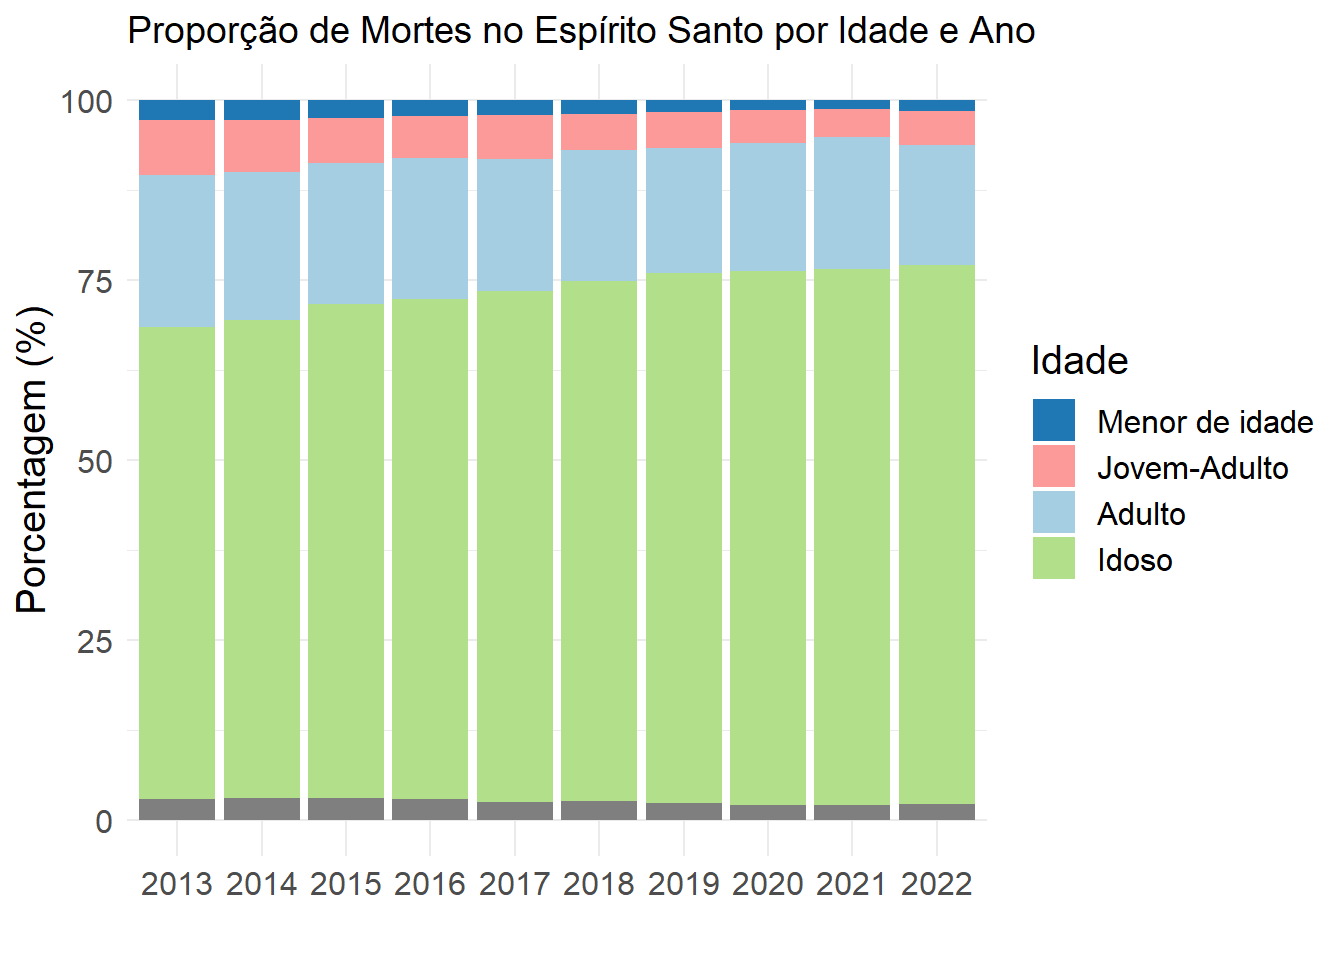 Proporção de Mortes no Espírito Santo por Idade e Ano
Porcentagem (%)
100
75
50
25
0
2013 2014 2015 2016 2017 2018 2019 2020 2021 2022
Idade
Menor de idade
Jovem-Adulto
Adulto
Idoso